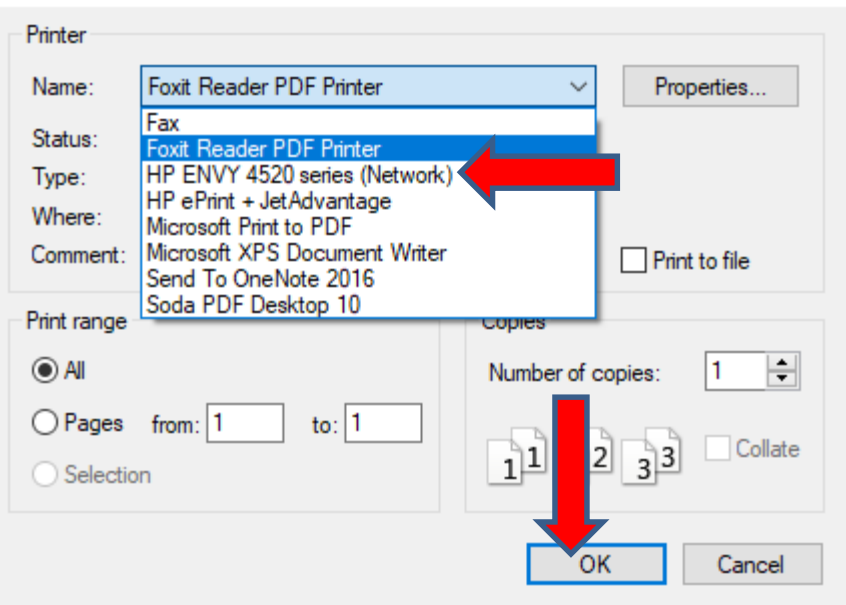 Printer
Name: Foxit Reader PDF Printer Properties...
Fax
Status:
Foxit Reader PDF Printer
Type: HP ENVY 4520 series (Network)
HP ePrint + JetAdvantage
Where: Microsoft Print to PDF
Comment: Microsoft XPS Document Writer Print to file
Send To OneNote 2016
Soda PDF Desktop 10
Print range Copies
All Number of copies: 1
Pages from: 1 to: 1
1 1 2 3 3 Collate
Selection
OK Cancel